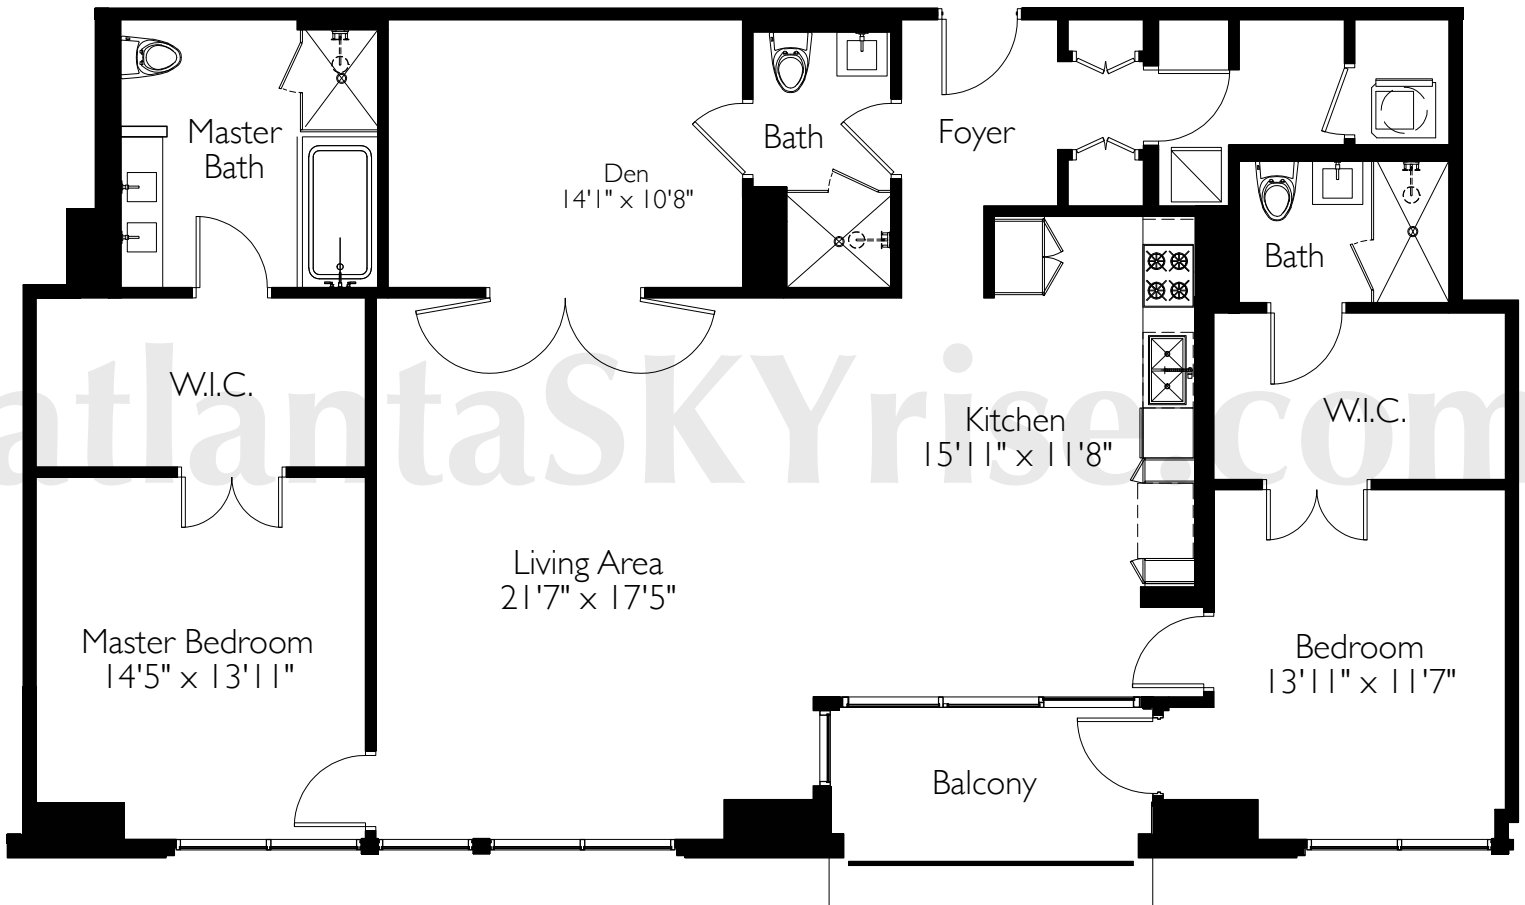 Master
Bath
Den
14'1" x 10'8"
Bath
Foyer
Bath
W.I.C.
atlantaSKYrise.com
Kitchen
15'11" x 11'8"
W.I.C.
Living Area
21'7" x 17'5"
Master Bedroom
14'5" x 13'11"
Bedroom
13'11" x 11'7"
Balcony